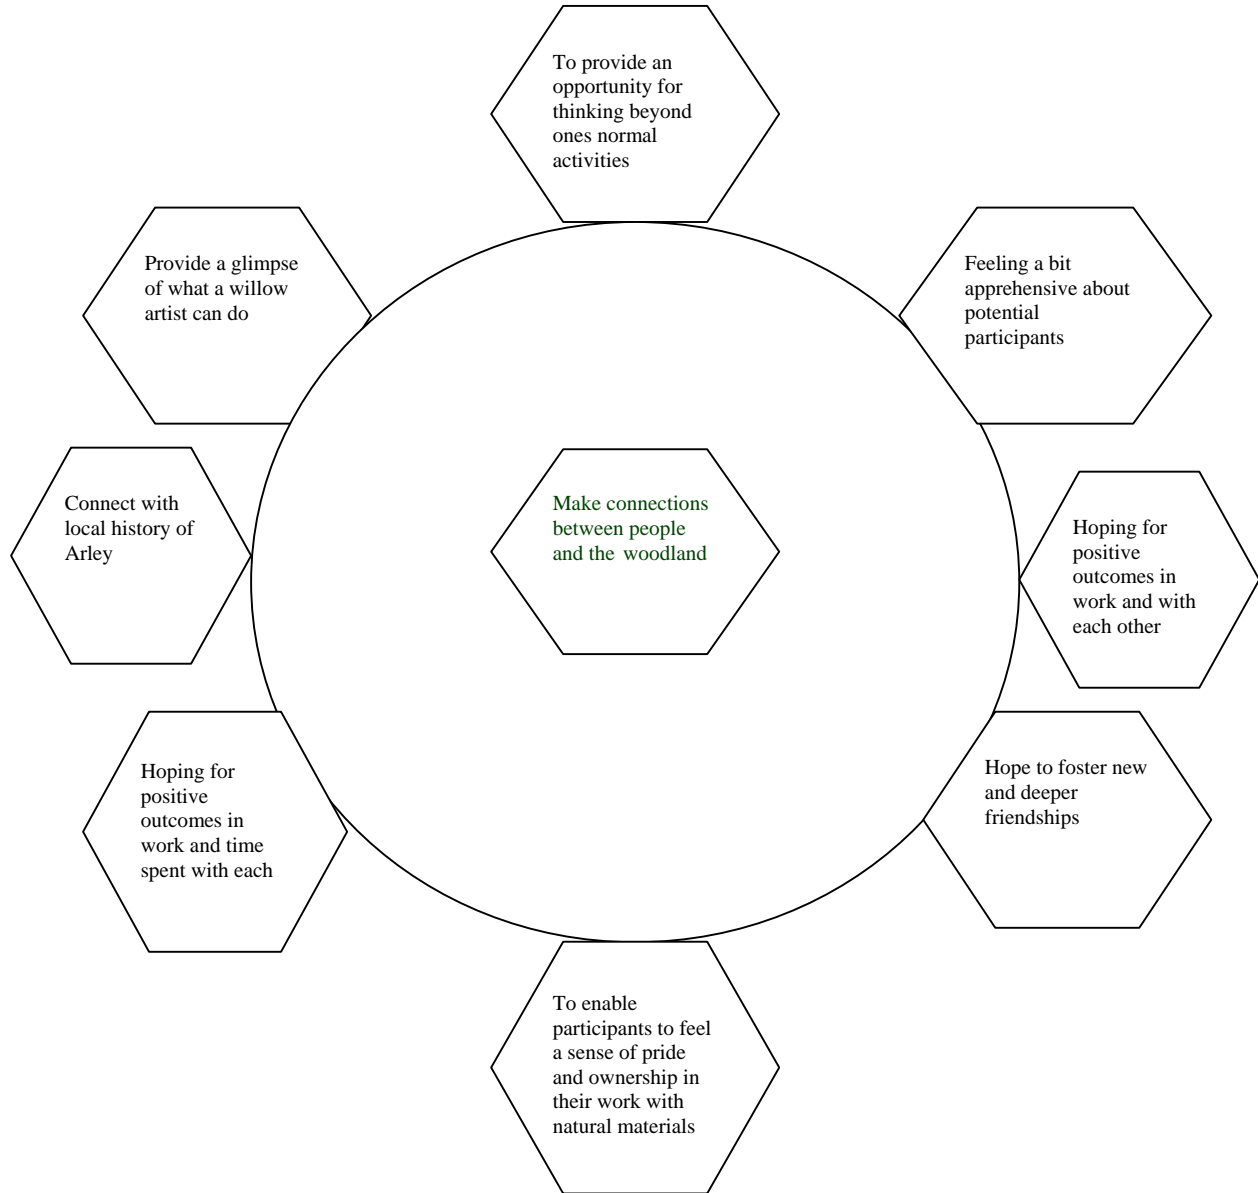 To provide an
opportunity for
thinking beyond
ones normal
activities
Provide a glimpse
of what a willow
artist can do
Feeling a bit
apprehensive about
potential
participants
Connect with
local history of
Arley
Make connections
between people
and the woodland
Hoping for
positive
outcomes in
work and with
each other
Hoping for
positive
outcomes in
work and time
spent with each
Hope to foster new
and deeper
friendships
To enable
participants to feel
a sense of pride
and ownership in
their work with
natural materials